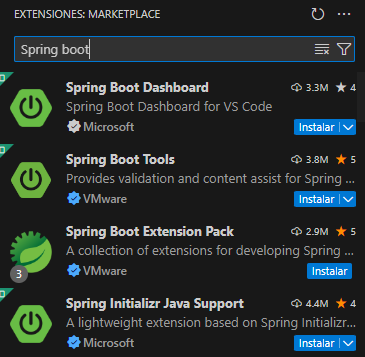 EXTENSIONES: MARKETPLACE
Spring boot
Spring Boot Dashboard 3.3M 4
Spring Boot Dashboard for VS Code
Microsoft Instalar
Spring Boot Tools 3.8M 5
Provides validation and content assist for Spring ...
VMware Instalar
Spring Boot Extension Pack 2.9M 5
A collection of extensions for developing Spring ...
3 VMware Instalar
Spring Initializr Java Support 4.4M 4
A lightweight extension based on Spring Initializr...
Microsoft Instalar